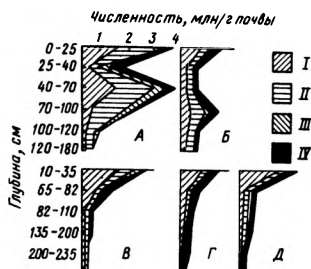 Численность, млн/г почвы
1 2 3 4
Глубина, см
0-25
25-40
40-70
70-100
100-120
120-180
А Б
I
II
III
IV
10-35
65-82
82-110
135-200
200-235
В Г Д